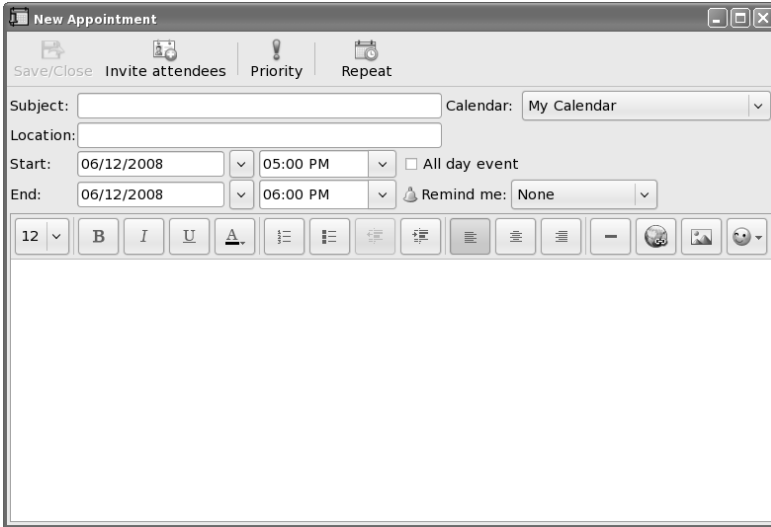 New Appointment
Save/Close Invite attendees Priority Repeat
Subject: Calendar: My Calendar
Location:
Start: 06/12/2008 05:00 PM All day event
End: 06/12/2008 06:00 PM Remind me: None
12 B I U A